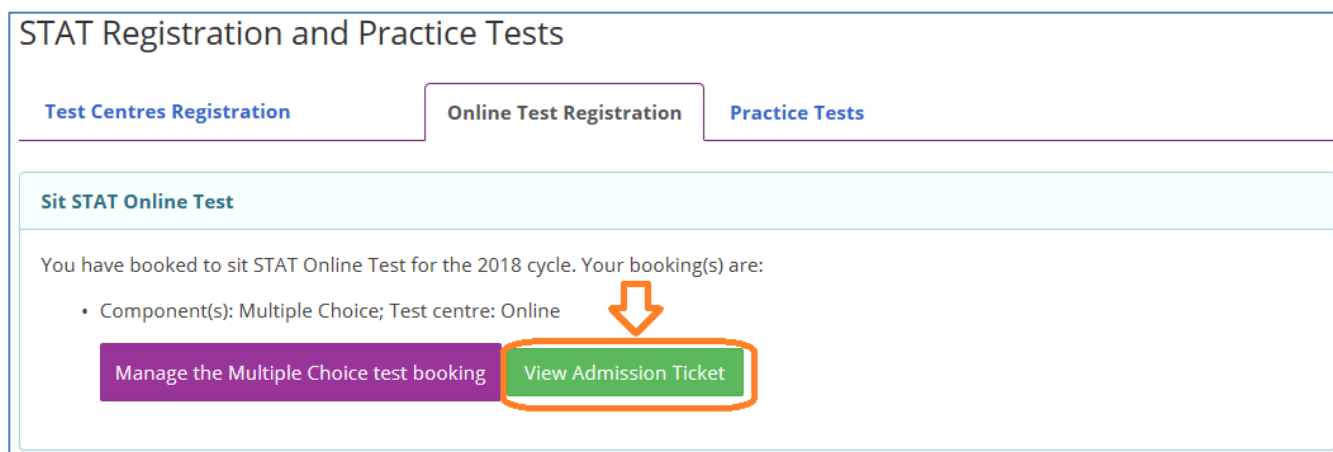 STAT Registration and Practice Tests
Test Centres Registration
Online Test Registration
Practice Tests
Sit STAT Online Test
You have booked to sit STAT Online Test for the 2018 cycle. Your booking(s) are:
• Component(s): Multiple Choice; Test centre: Online
Manage the Multiple Choice test booking
View Admission Ticket